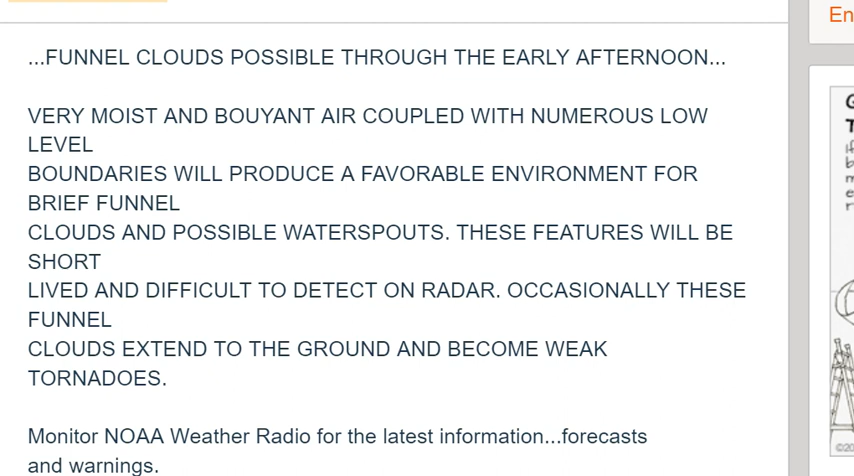 En
...FUNNEL CLOUDS POSSIBLE THROUGH THE EARLY AFTERNOON...
VERY MOIST AND BOUYANT AIR COUPLED WITH NUMEROUS LOW
LEVEL
BOUNDARIES WILL PRODUCE A FAVORABLE ENVIRONMENT FOR
BRIEF FUNNEL
CLOUDS AND POSSIBLE WATERSPOUTS. THESE FEATURES WILL BE
SHORT
LIVED AND DIFFICULT TO DETECT ON RADAR. OCCASIONALLY THESE
FUNNEL
CLOUDS EXTEND TO THE GROUND AND BECOME WEAK
TORNADOES.
Monitor NOAA Weather Radio for the latest information...forecasts
and warnings.
©20